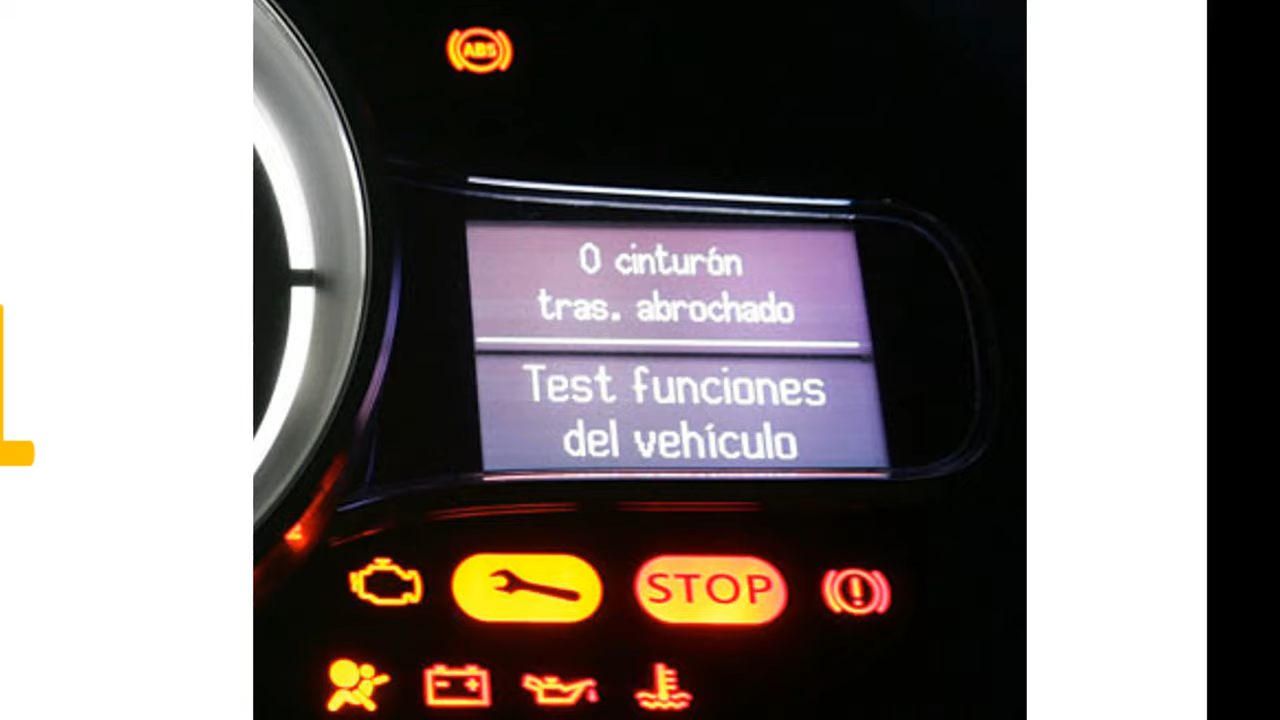 ABS
0 cinturón
tras. abrochado
Test funciones
del vehículo
STOP